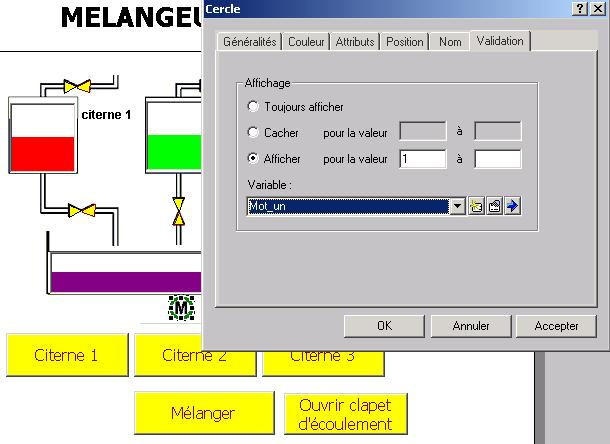 MELANGEU
Cercle
Généralités Couleur Attributs Position Nom Validation
Affichage
Toujours afficher
Cacher pour la valeur à
Afficher pour la valeur 1 à
Variable :
Mot_un
OK Annuler Accepter
citerne 1
M
Citerne 1 Citerne 2 Citerne 3
Mélanger
Ouvrir clapet
d'écoulement